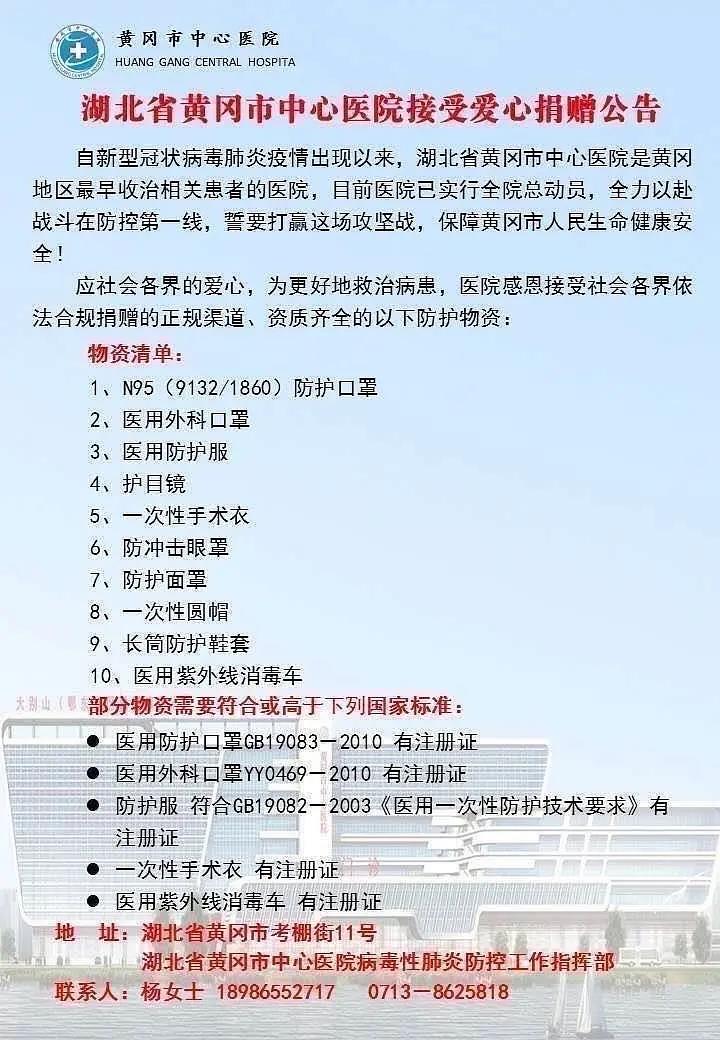 黄冈市中心医院
HUANG GANG CENTRAL HOSPITA
湖北省黄冈市中心医院接受爱心捐赠公告
自新型冠状病毒肺炎疫情出现以来，湖北省黄冈市中心医院是黄冈
地区最早收治相关患者的医院，目前医院已实行全院总动员，全力以赴
战斗在防控第一线，誓要打赢这场攻坚战，保障黄冈市人民生命健康安
全！
应社会各界的爱心，为更好地救治病患，医院感恩接受社会各界依
法合规捐赠的正规渠道、资质齐全的以下防护物资：
物资清单：
1、N95（9132/1860）防护口罩
2、医用外科口罩
3、医用防护服
4、护目镜
5、一次性手术衣
6、防冲击眼罩
7、防护面罩
8、一次性圆帽
9、长筒防护鞋套
10、医用紫外线消毒车
大别山（鄂东
部分物资需要符合或高于下列国家标准：
● 医用防护口罩GB19083－2010 有注册证
● 医用外科口罩YY0469－2010 有注册证
● 防护服 符合GB19082－2003《医用一次性防护技术要求》有
注册证
● 一次性手术衣 有注册证
门诊
● 医用紫外线消毒车 有注册证
地 址：湖北省黄冈市考棚街11号
湖北省黄冈市中心医院病毒性肺炎防控工作指挥部
联系人：杨女士 18986552717 0713－8625818